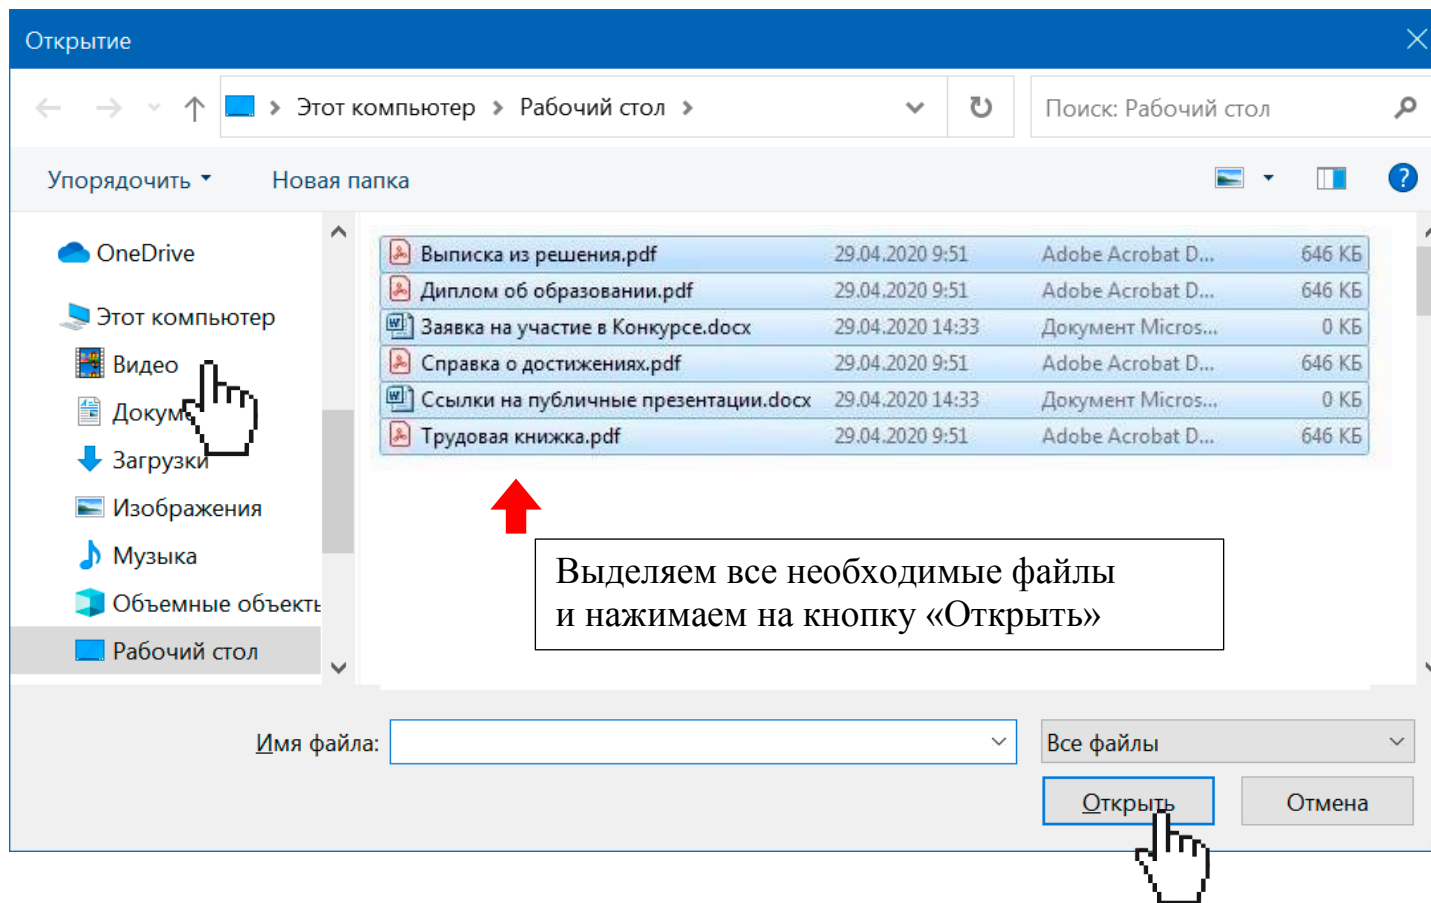 Открытие
Этот компьютер Рабочий стол
Поиск: Рабочий стол
Упорядочить Новая папка
?
OneDrive
Этот компьютер
Видео
Загрузки
Изображения
Музыка
Объемные объекты
Рабочий стол
Выписка из решения.pdf 29.04.2020 9:51 Adobe Acrobat D... 646 КБ
Диплом об образовании.pdf 29.04.2020 9:51 Adobe Acrobat D... 646 КБ
Заявка на участие в Конкурсе.docx 29.04.2020 14:33 Документ Micros... 0 КБ
Справка о достижениях.pdf 29.04.2020 9:51 Adobe Acrobat D... 646 КБ
Ссылки на публичные презентации.docx 29.04.2020 14:33 Документ Micros... 0 КБ
Трудовая книжка.pdf 29.04.2020 9:51 Adobe Acrobat D... 646 КБ
Выделяем все необходимые файлы
и нажимаем на кнопку «Открыть»
Имя файла:
Все файлы
Открыть Отмена